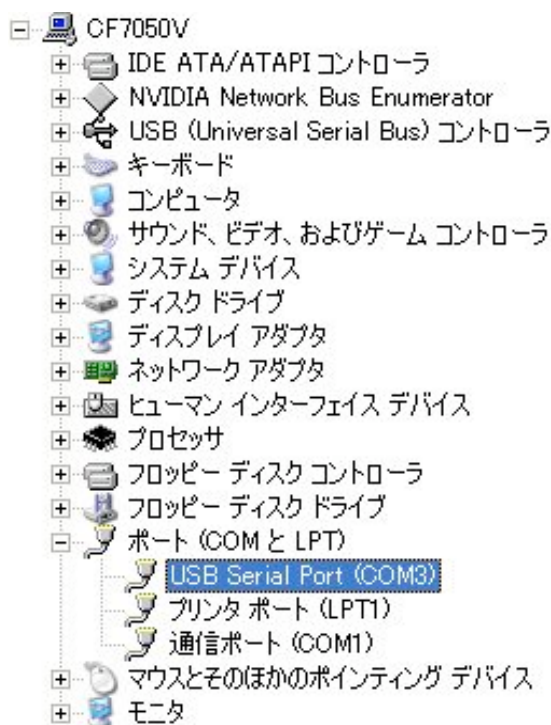 CF7050V
IDE ATA/ATAPI コントローラ
NVIDIA Network Bus Enumerator
USB (Universal Serial Bus) コントローラ
キーボード
コンピュータ
サウンド、ビデオ、およびゲーム コントローラ
システム デバイス
ディスク ドライブ
ディスプレイ アダプタ
ネットワーク アダプタ
ヒューマン インターフェイス デバイス
プロセッサ
フロッピー ディスク コントローラ
フロッピー ディスク ドライブ
ポート (COM と LPT)
USB Serial Port (COM3)
プリンタ ポート (LPT1)
通信ポート (COM1)
マウスとそのほかのポインティング デバイス
モニタ